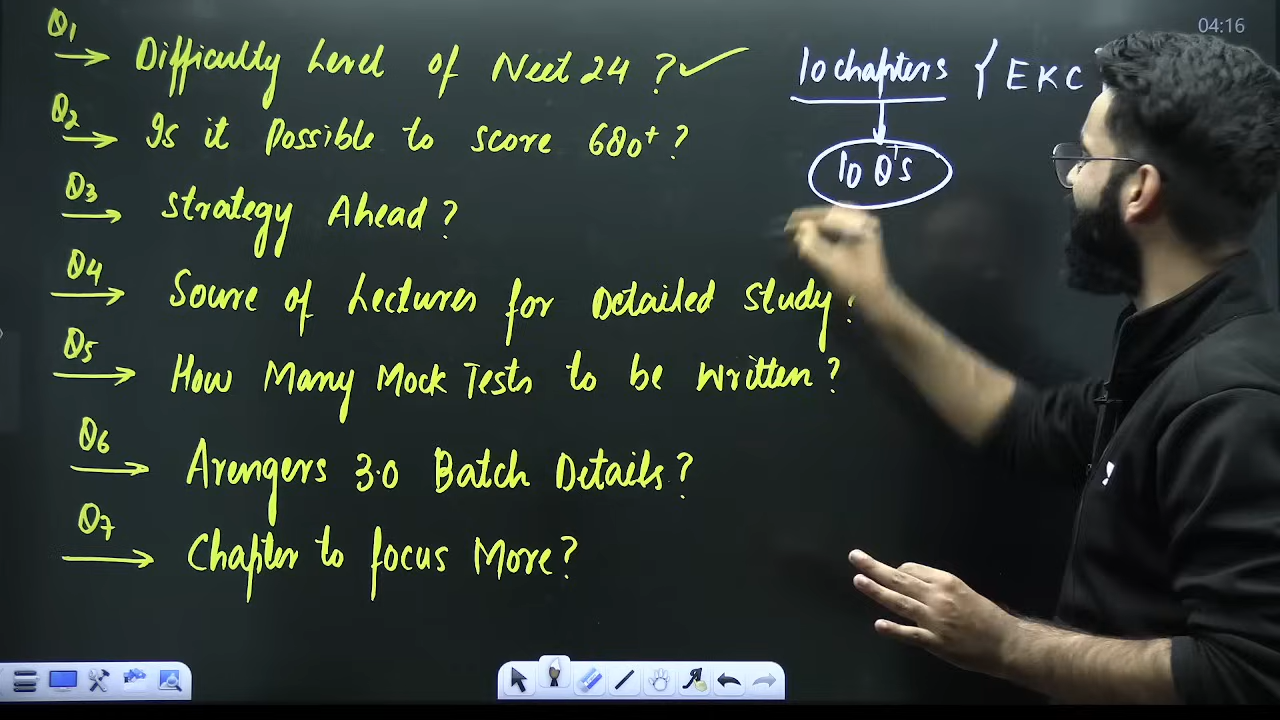 04:16
Q1 → Difficulty Level of Neet 24 ? ✓
Q2 → Is it Possible to score 680+ ?
Q3 → Strategy Ahead ?
Q4 → Soure of Lectures for Detailed Study ?
Q5 → How Many Mock Tests to be written ?
Q6 → Avengers 3.0 Batch Details ?
Q7 → Chapter to focus More ?
10 chapters { EKC
10+ Q's